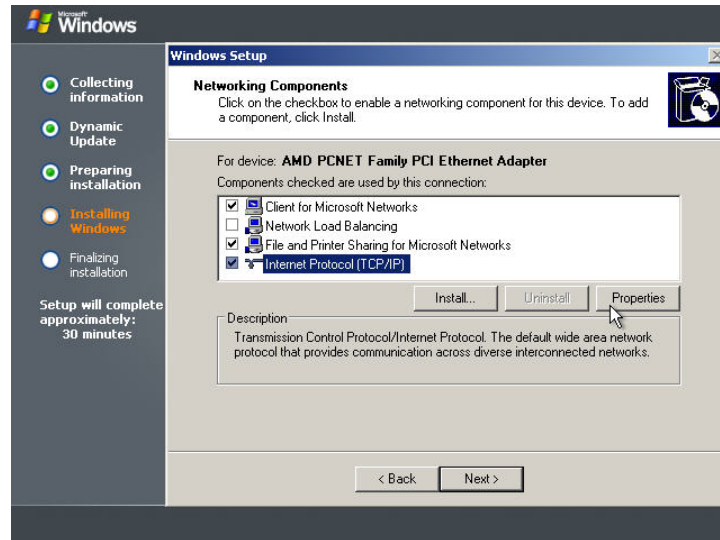 Microsoft
Windows
Collecting
information
Dynamic
Update
Preparing
installation
Installing
Windows
Finalizing
installation
Setup will complete
approximately:
30 minutes
Windows Setup
Networking Components
Click on the checkbox to enable a networking component for this device. To add
a component, click Install.
For device: AMD PCNET Family PCI Ethernet Adapter
Components checked are used by this connection:
Client for Microsoft Networks
Network Load Balancing
File and Printer Sharing for Microsoft Networks
Internet Protocol (TCP/IP)
Install... Uninstall Properties
Description
Transmission Control Protocol/Internet Protocol. The default wide area network
protocol that provides communication across diverse interconnected networks.
< Back Next >